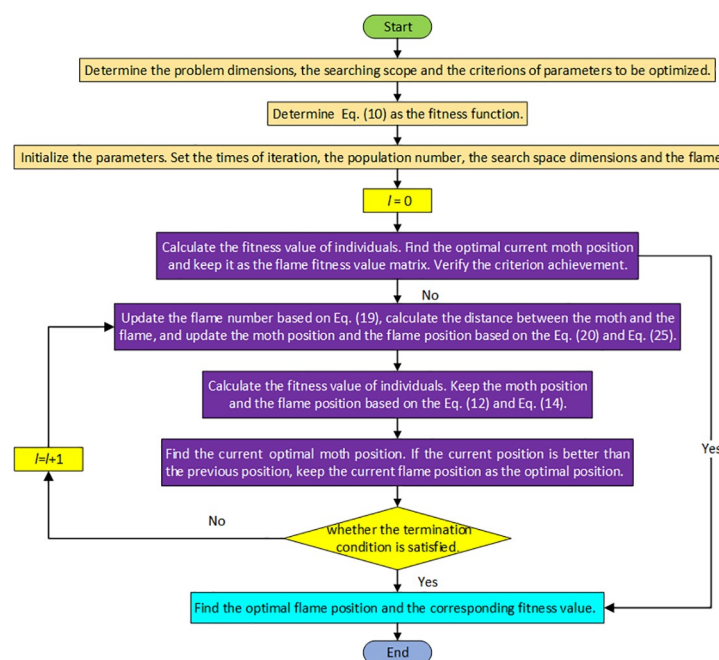 Start
Determine the problem dimensions, the searching scope and the criterions of parameters to be optimized.
Determine Eq. (10) as the fitness function.
Initialize the parameters. Set the times of iteration, the population number, the search space dimensions and the flame
l = 0
Calculate the fitness value of individuals. Find the optimal current moth position
and keep it as the flame fitness value matrix. Verify the criterion achievement.
No
Update the flame number based on Eq. (19), calculate the distance between the moth and the
flame, and update the moth position and the flame position based on the Eq. (20) and Eq. (25).
Calculate the fitness value of individuals. Keep the moth position
and the flame position based on the Eq. (12) and Eq. (14).
Yes
l=l+1
Find the current optimal moth position. If the current position is better than
the previous position, keep the current flame position as the optimal position.
No
whether the termination
condition is satisfied.
Yes
Find the optimal flame position and the corresponding fitness value.
End